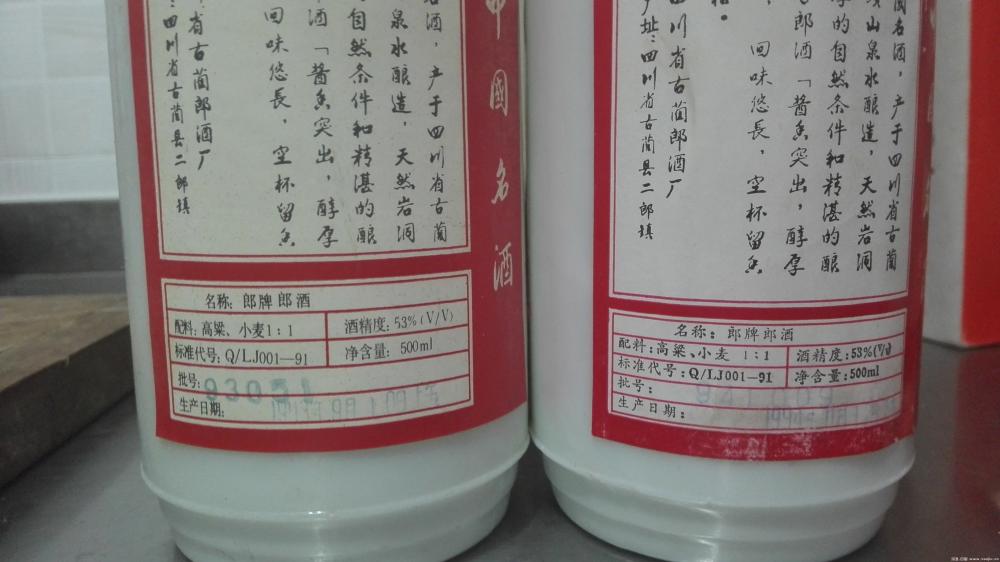 中國名酒
名酒，产于四川省古蔺
泉水酿造，天然岩洞
自然条件和精湛的酿
郎酒「酱香突出，醇厚
回味悠長，空杯留香
省古蔺郎酒厂
四川省古蔺县二郎镇
名称：郎牌郎酒
配料：高粱、小麦1：1
酒精度：53%(V/V)
标准代号：Q/LJ001—91
净含量：500ml
批号：
生产日期：
國名酒，产于四川省古蔺
山泉水酿造，天然岩洞
的自然条件和精湛的酿
郎酒「酱香突出，醇厚
回味悠長，空杯留香
四川省古蔺郎酒厂
产址：四川省古蔺县二郎镇
名称：郎牌郎酒
配料：高粱、小麦 1：1
酒精度：53%(V/V)
标准代号：Q/LJ001—91
净含量：500ml
批号：
生产日期：